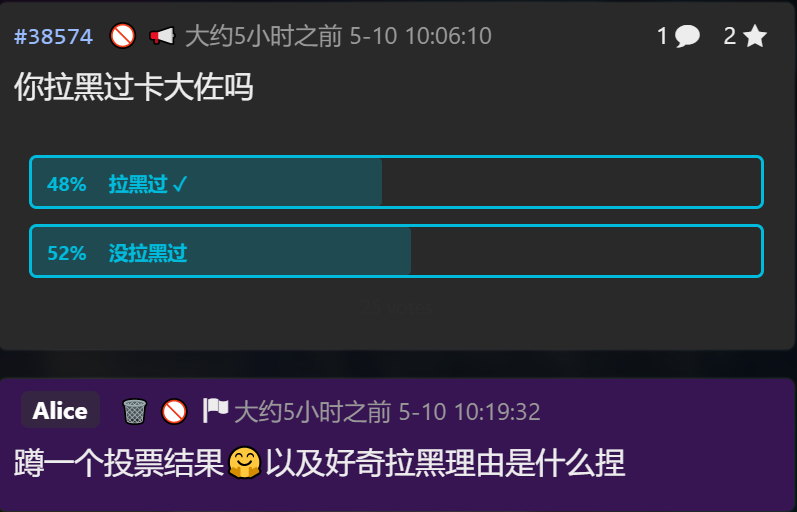 #38574 🚫 📢 大约5小时之前 5-10 10:06:10 1 2
你拉黑过卡大佐吗
48% 拉黑过 ✓
52% 没拉黑过
Alice 大约5小时之前 5-10 10:19:32
蹲一个投票结果🤗以及好奇拉黑理由是什么捏